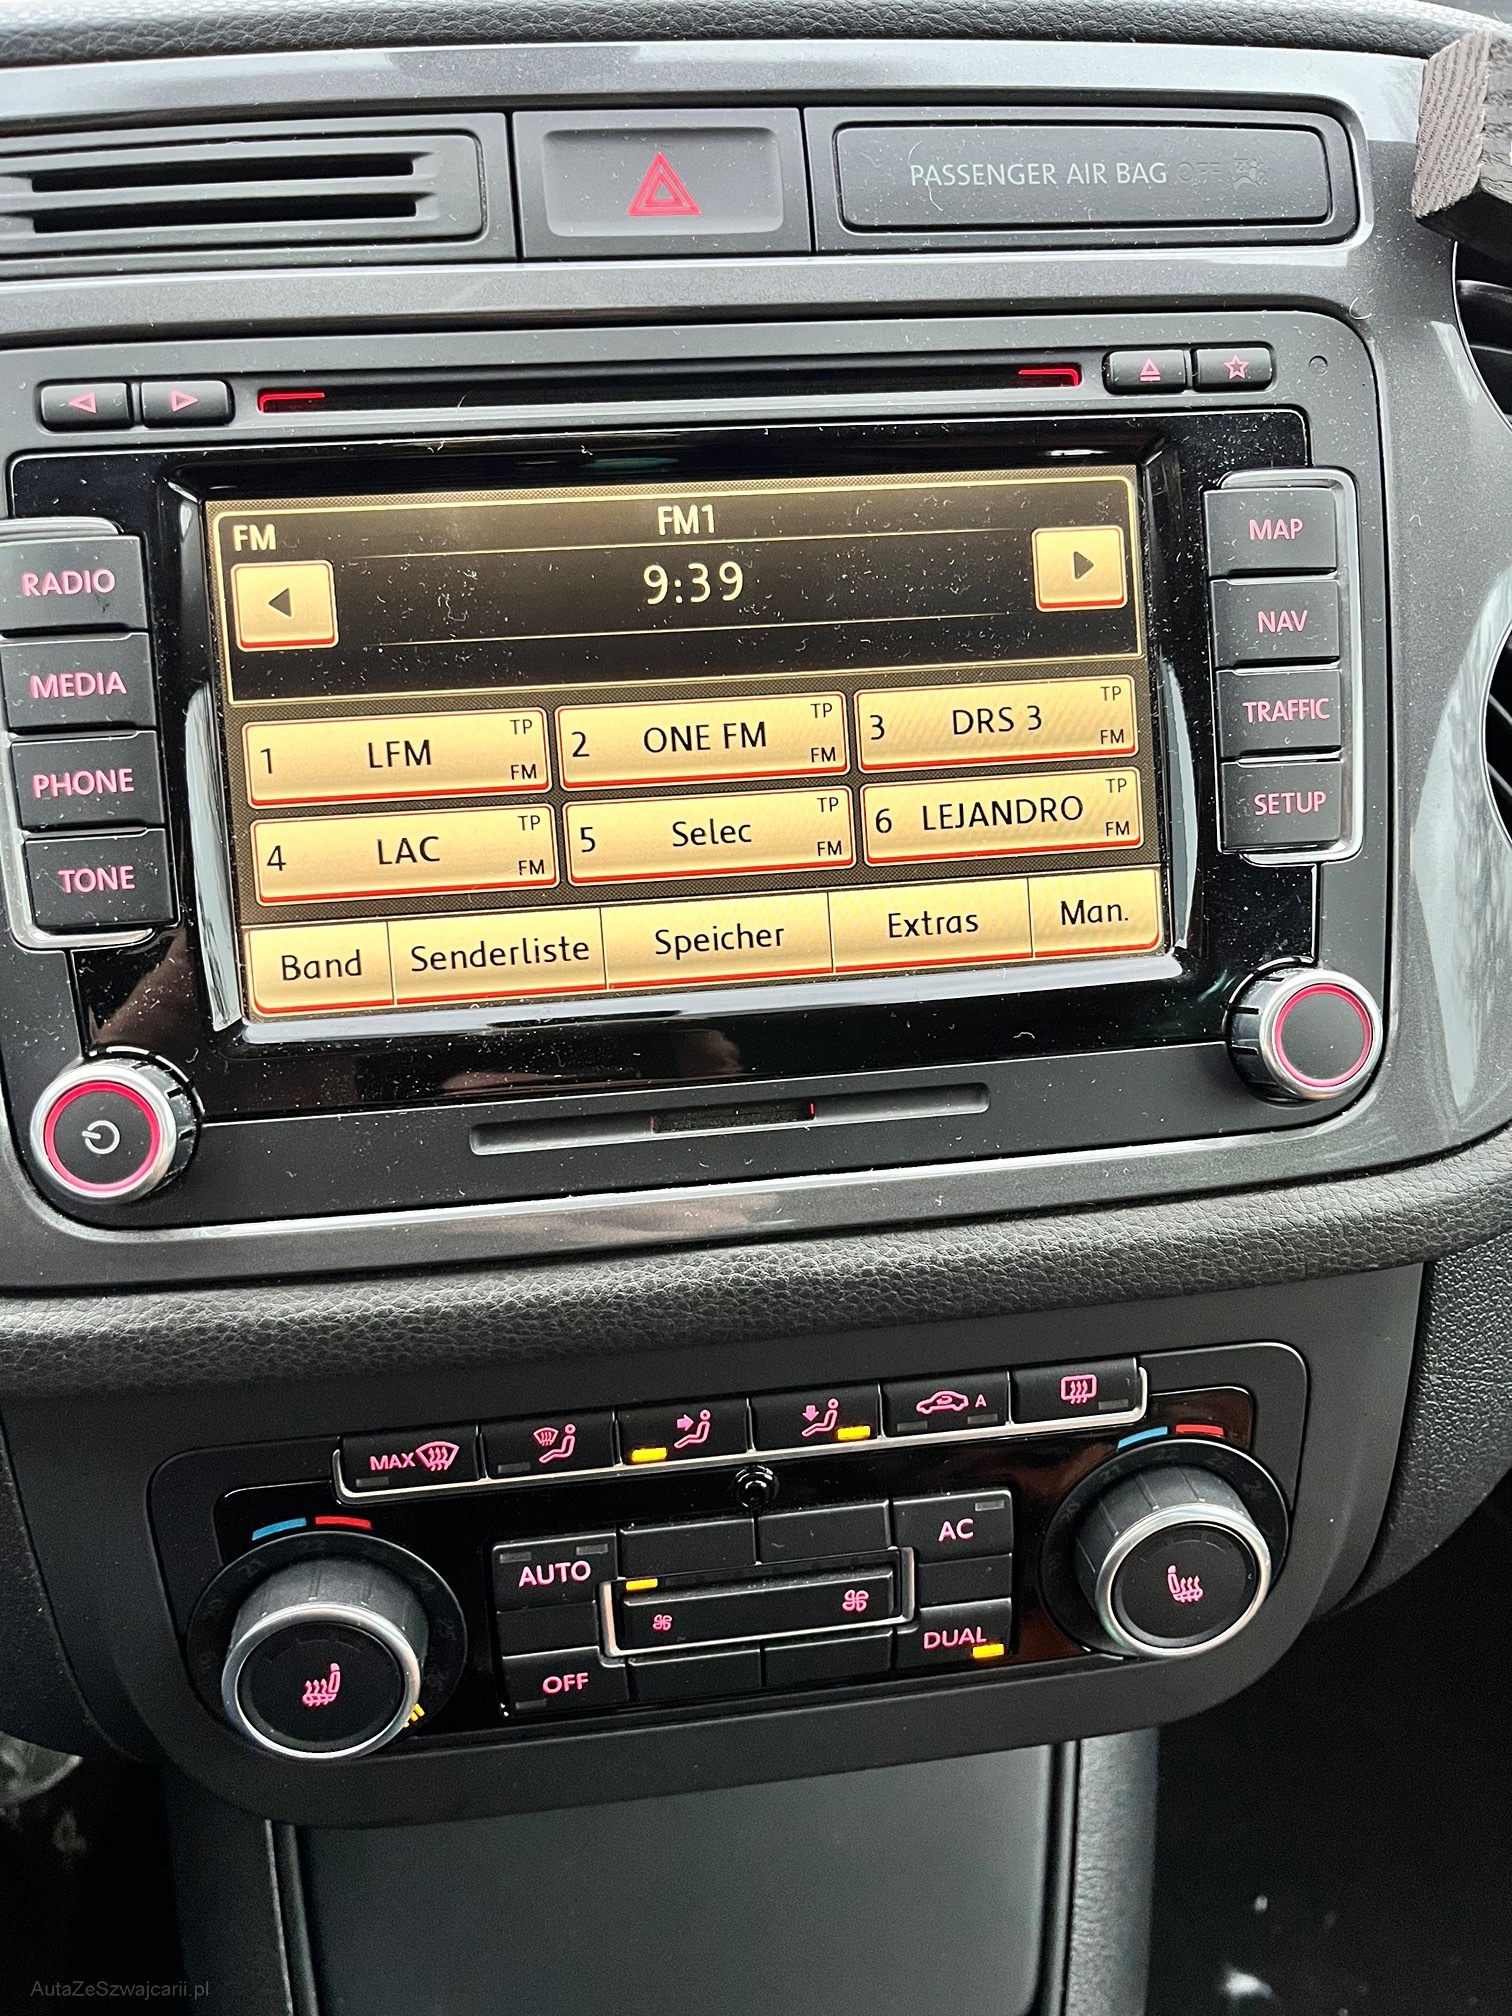 PASSENGER AIR BAG OFF
FM
FM1
9:39
RADIO
MEDIA
PHONE
TONE
MAP
NAV
TRAFFIC
SETUP
1 LFM TP FM
2 ONE FM TP FM
3 DRS 3 TP FM
4 LAC TP FM
5 Selec TP FM
6 LEJANDRO TP FM
Band Senderliste Speicher Extras Man.
MAX
A
AUTO
AC
OFF
DUAL
AutaZeSzwajcarii.pl